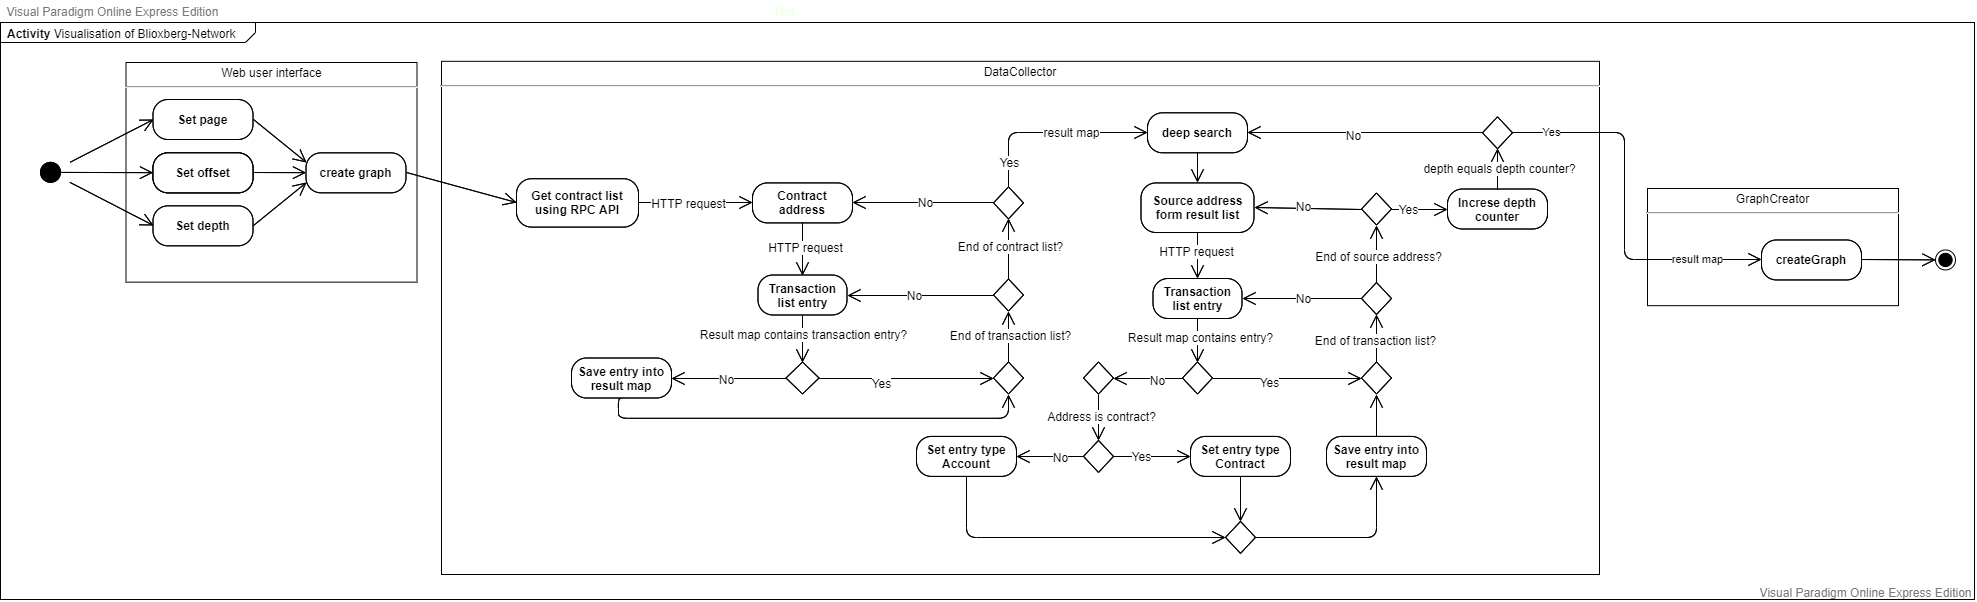 Visual Paradigm Online Express Edition
Text
Activity Visualisation of Blioxberg-Network
Web user interface
Set page
Set offset
Set depth
create graph
DataCollector
Get contract list
using RPC API
HTTP request
Contract
address
HTTP request
Transaction
list entry
Result map contains transaction entry?
No
Save entry into
result map
Yes
End of transaction list?
No
End of contract list?
No
Yes
result map
deep search
Source address
form result list
HTTP request
Transaction
list entry
Result map contains entry?
No
Yes
Address is contract?
No
Yes
Set entry type
Account
Set entry type
Contract
Save entry into
result map
End of transaction list?
No
End of source address?
No
Yes
Increse depth
counter
depth equals depth counter?
No
Yes
GraphCreator
result map
createGraph
Visual Paradigm Online Express Edition